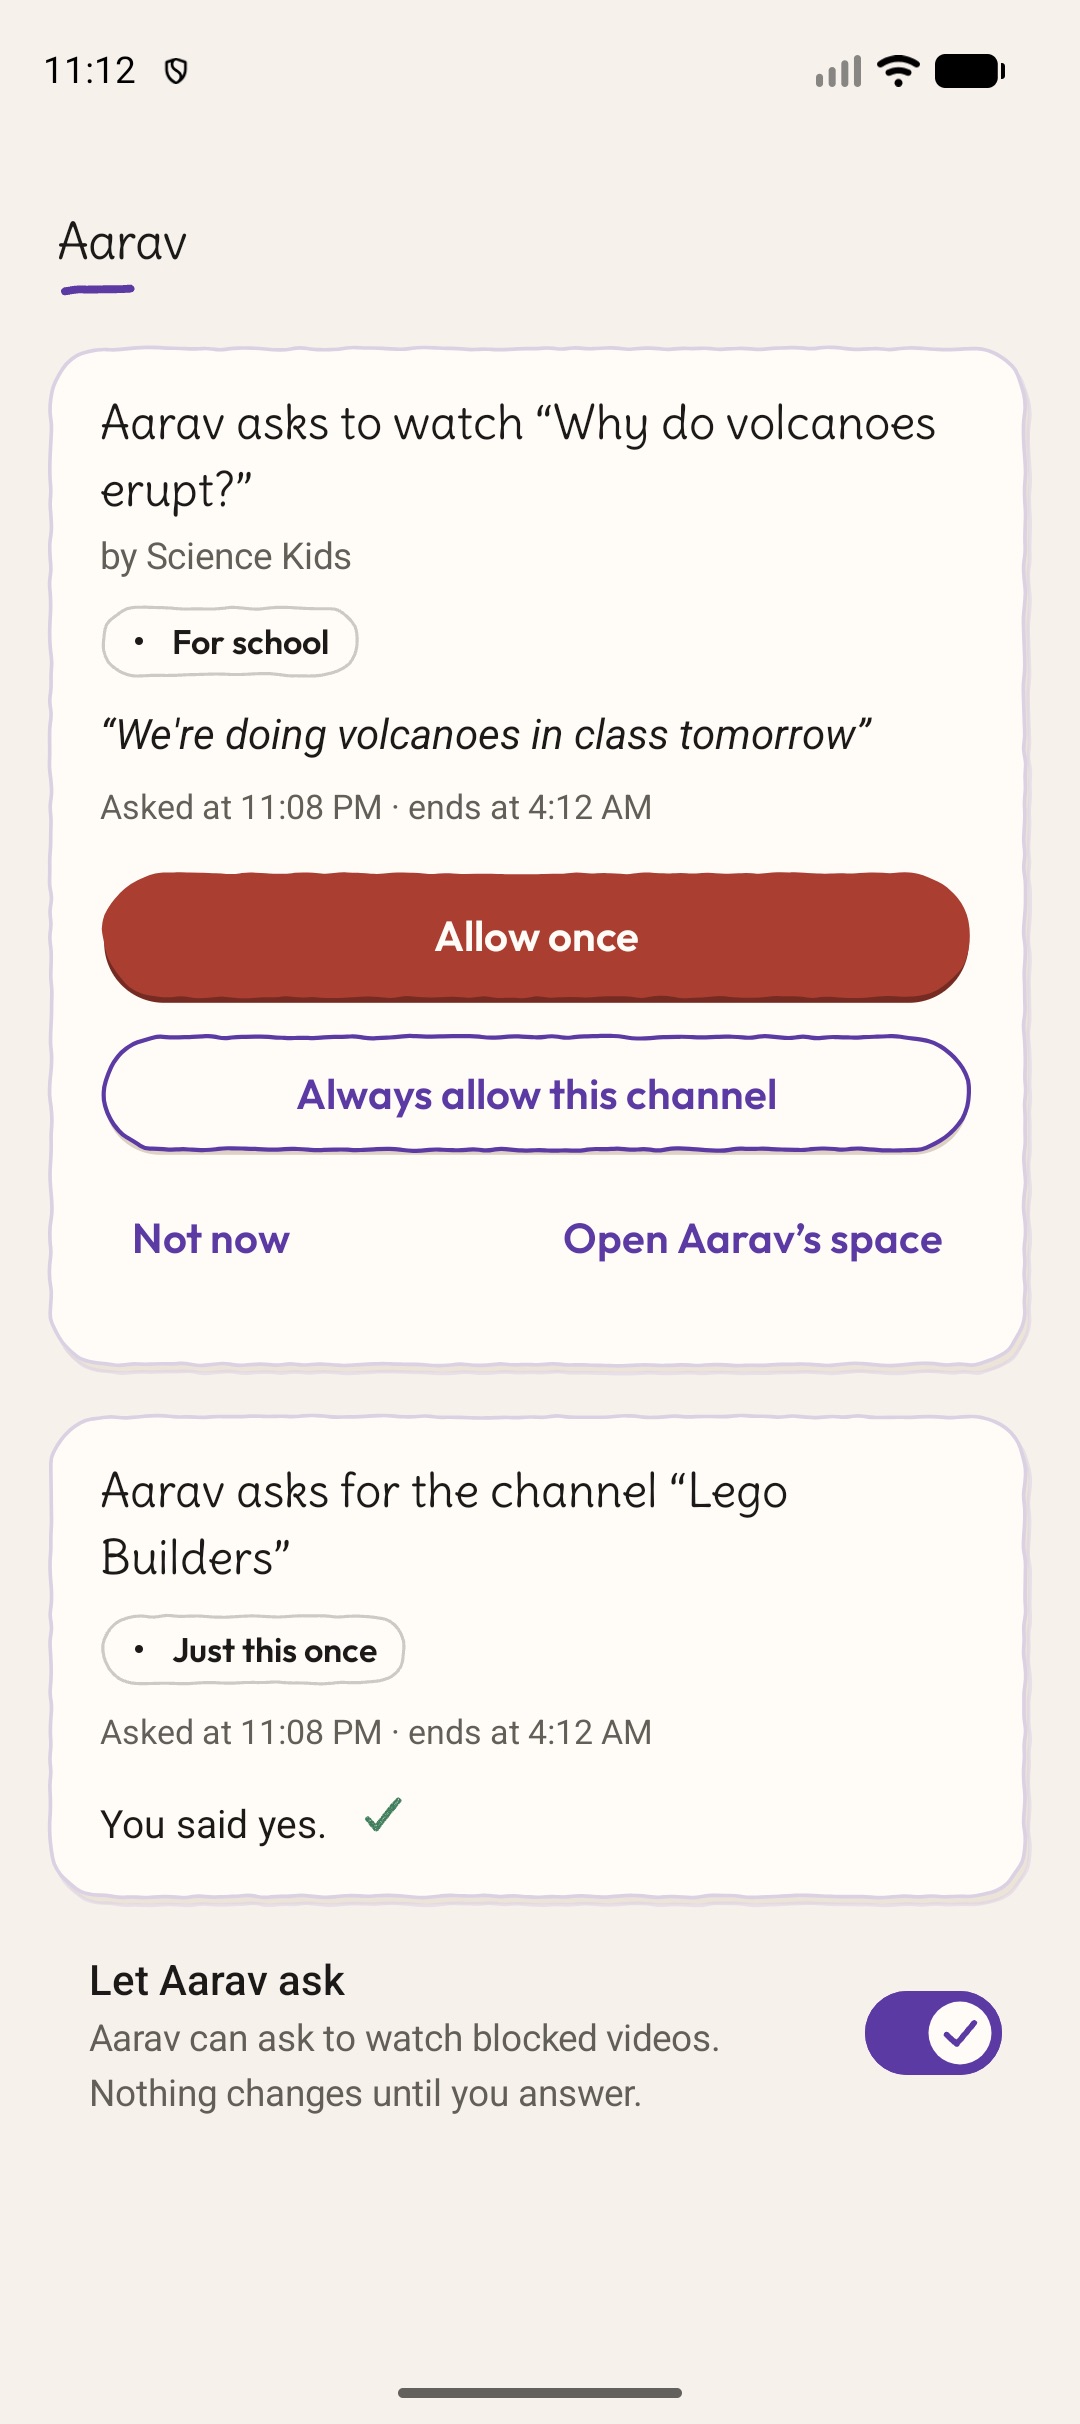 11:12
Aarav
Aarav asks to watch “Why do volcanoes
erupt?”
by Science Kids
• For school
“We're doing volcanoes in class tomorrow”
Asked at 11:08 PM · ends at 4:12 AM
Allow once
Always allow this channel
Not now
Open Aarav’s space
Aarav asks for the channel “Lego
Builders”
• Just this once
Asked at 11:08 PM · ends at 4:12 AM
You said yes.
Let Aarav ask
Aarav can ask to watch blocked videos.
Nothing changes until you answer.